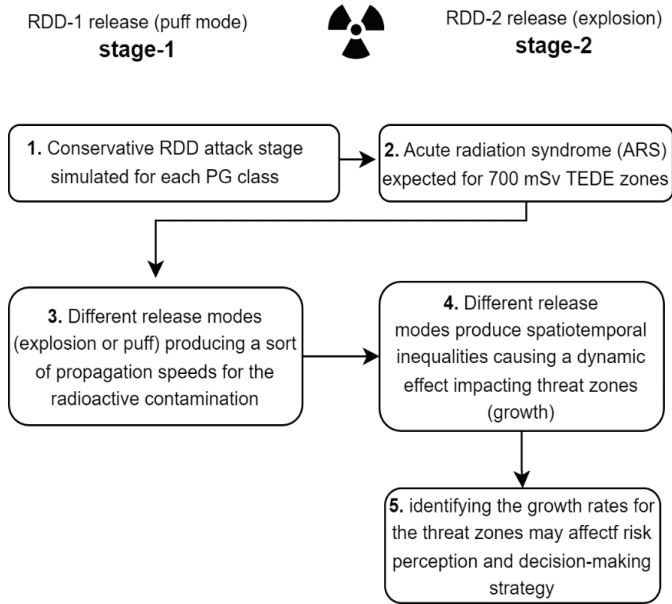 RDD-1 release (puff mode)
stage-1
RDD-2 release (explosion)
stage-2
1. Conservative RDD attack stage
simulated for each PG class
2. Acute radiation syndrome (ARS)
expected for 700 mSv TEDE zones
3. Different release modes
(explosion or puff) producing a sort
of propagation speeds for the
radioactive contamination
4. Different release
modes produce spatiotemporal
inequalities causing a dynamic
effect impacting threat zones
(growth)
5. identifying the growth rates for
the threat zones may affectf risk
perception and decision-making
strategy